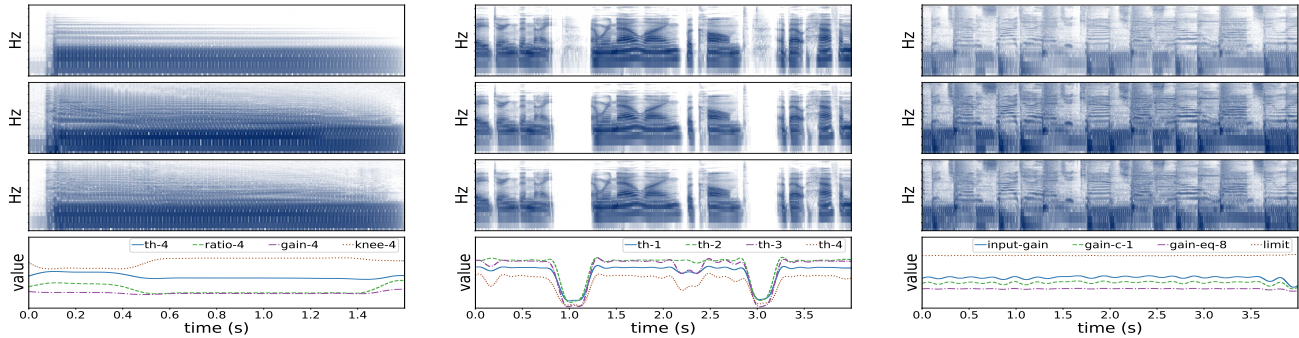 Hz Hz Hz
Hz Hz Hz
Hz Hz Hz
value th-4 ratio-4 gain-4 knee-4
0.0 0.2 0.4 0.6 0.8 1.0 1.2 1.4
time (s)
value th-1 th-2 th-3 th-4
0.0 0.5 1.0 1.5 2.0 2.5 3.0 3.5
time (s)
value input-gain gain-c-1 gain-eq-8 limit
0.0 0.5 1.0 1.5 2.0 2.5 3.0 3.5
time (s)